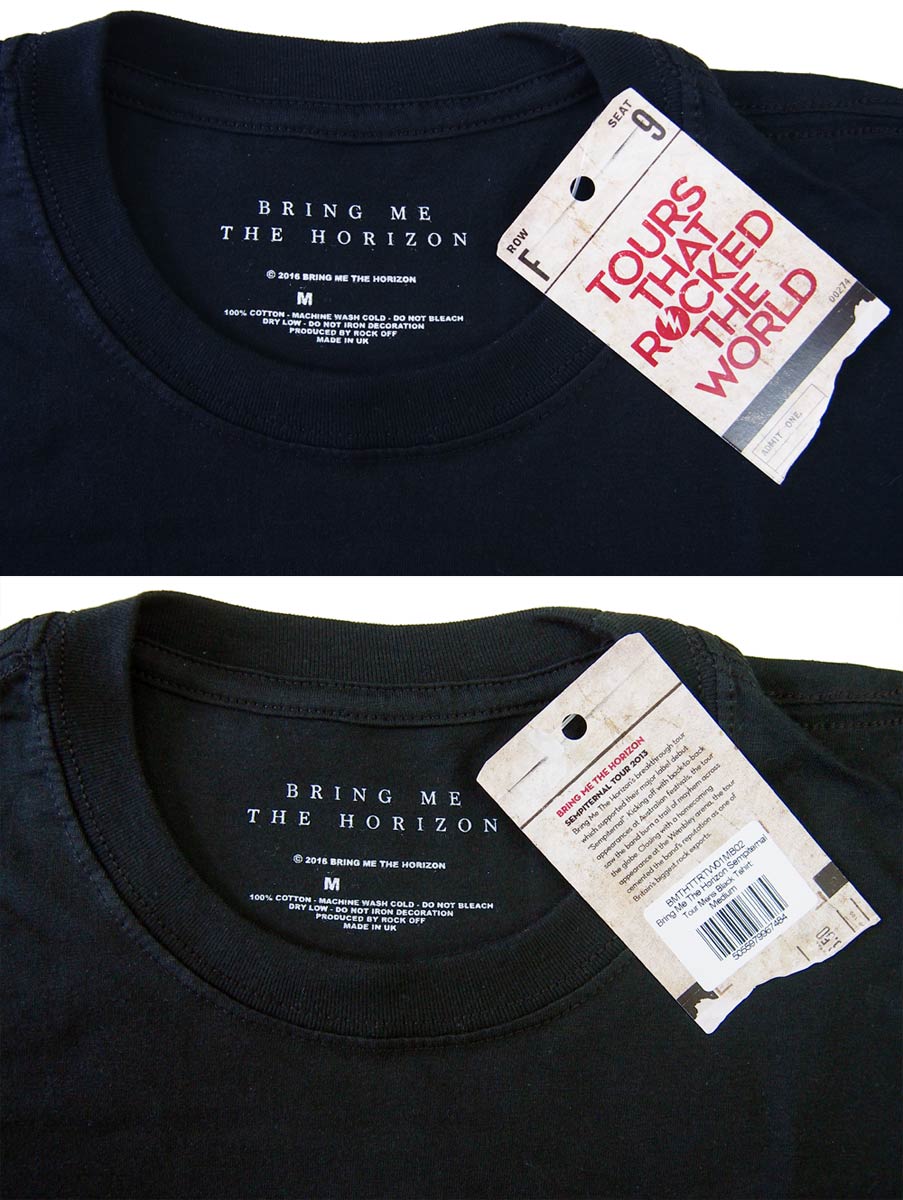 BRING ME
THE HORIZON
© 2016 BRING ME THE HORIZON
M
100% COTTON - MACHINE WASH COLD - DO NOT BLEACH
DRY LOW - DO NOT IRON DECORATION
PRODUCED BY ROCK OFF
MADE IN UK
SEAT
9
ROW
F
TOURS
THAT
ROCKED
THE
WORLD
00274
ADMIT ONE
BRING ME
THE HORIZON
© 2016 BRING ME THE HORIZON
M
100% COTTON - MACHINE WASH COLD - DO NOT BLEACH
DRY LOW - DO NOT IRON DECORATION
PRODUCED BY ROCK OFF
MADE IN UK
BRING ME THE HORIZON
SEMPITERNAL TOUR 2013
Bring Me The Horizon's breakthrough tour
which supported their major label debut
"Sempiternal". Kicking off with back-to-back
appearances at Australian festivals, the tour
saw the band burn a trail of mayhem across
the globe. Closing with a homecoming
appearance at the Wembley arena, the tour
cemented the band's reputation as one of
Britain's biggest rock exports.
BMTHTTRTW01MB02
Bring Me The Horizon Sempiternal
Tour Mens Black Tshirt
Medium
5055979967484